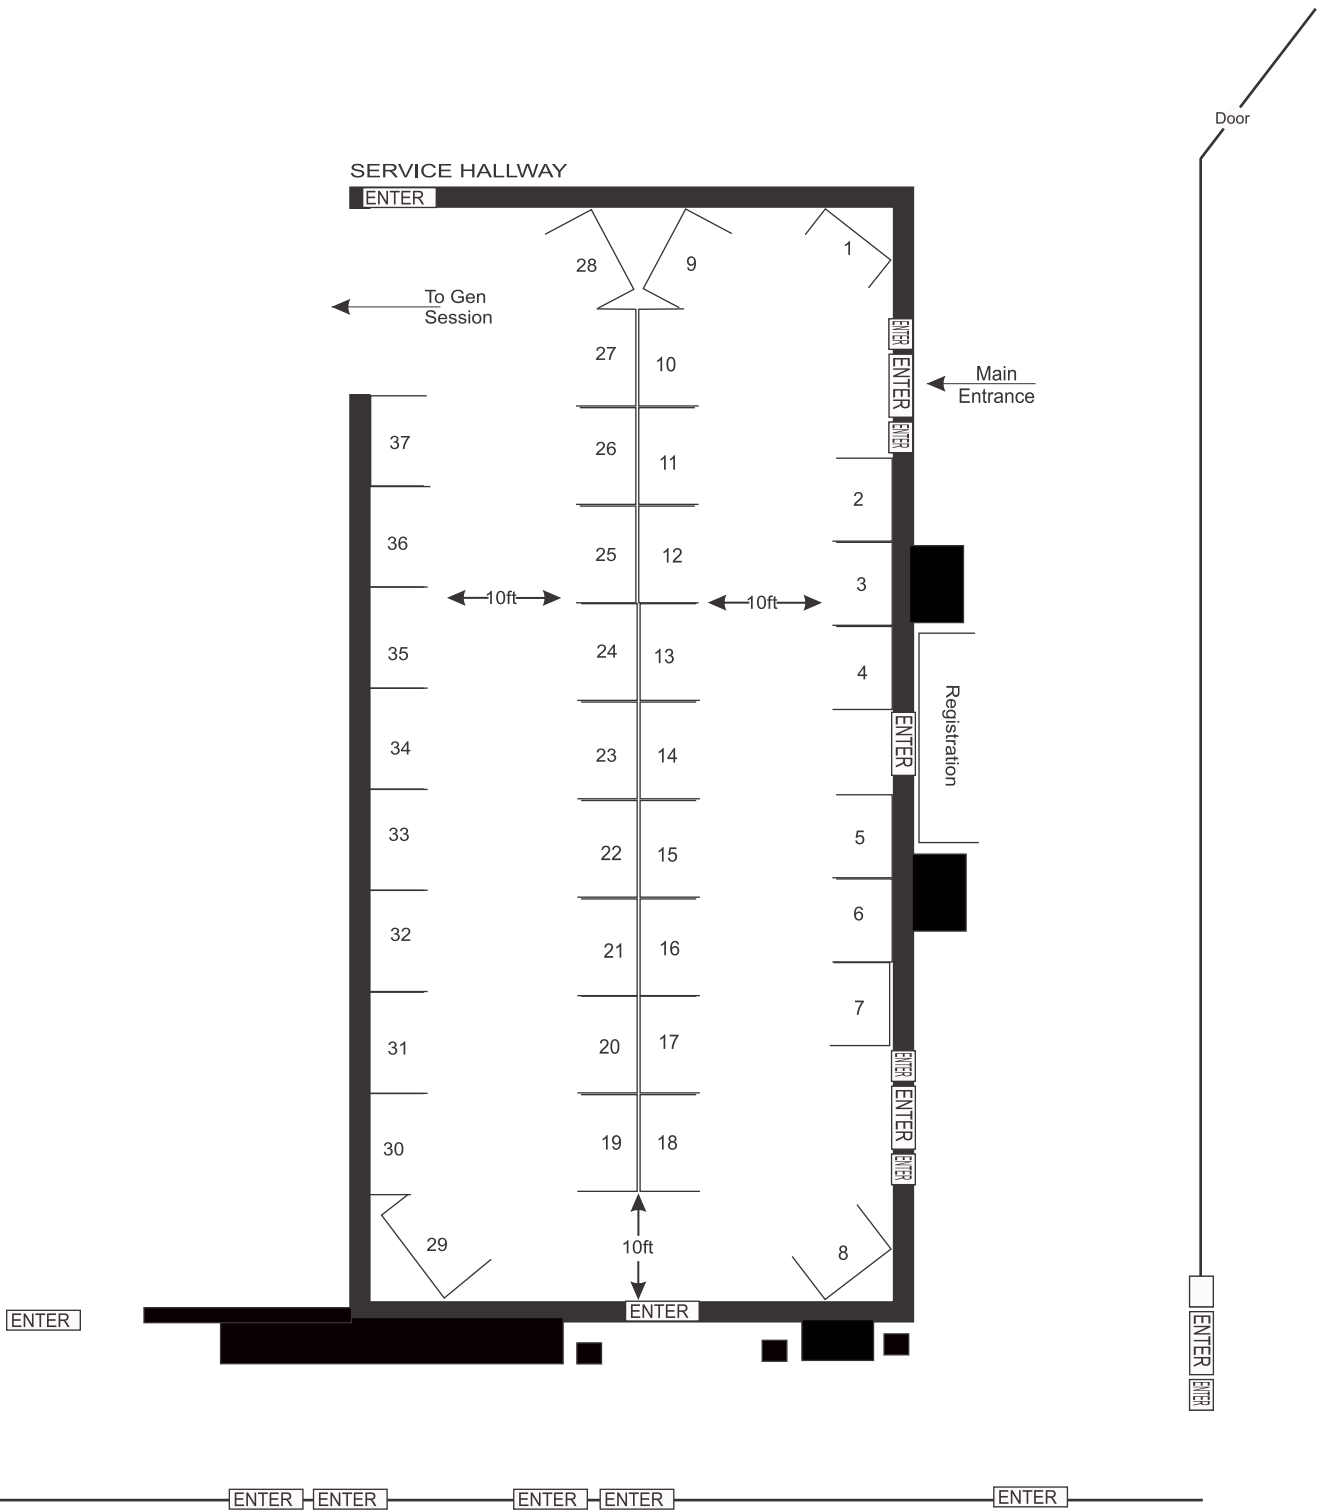 Door
SERVICE HALLWAY
ENTER
1
28
9
To Gen
Session
ENTER
27
10
ENTER
Main
Entrance
ENTER
37
26
11
2
36
25
12
3
10ft
10ft
35
24
13
4
Registration
34
23
14
ENTER
33
22
15
5
32
21
16
6
31
20
17
7
ENTER
30
19
18
ENTER
ENTER
29
10ft
8
ENTER
ENTER
ENTER
ENTER
ENTER
ENTER
ENTER
ENTER
ENTER